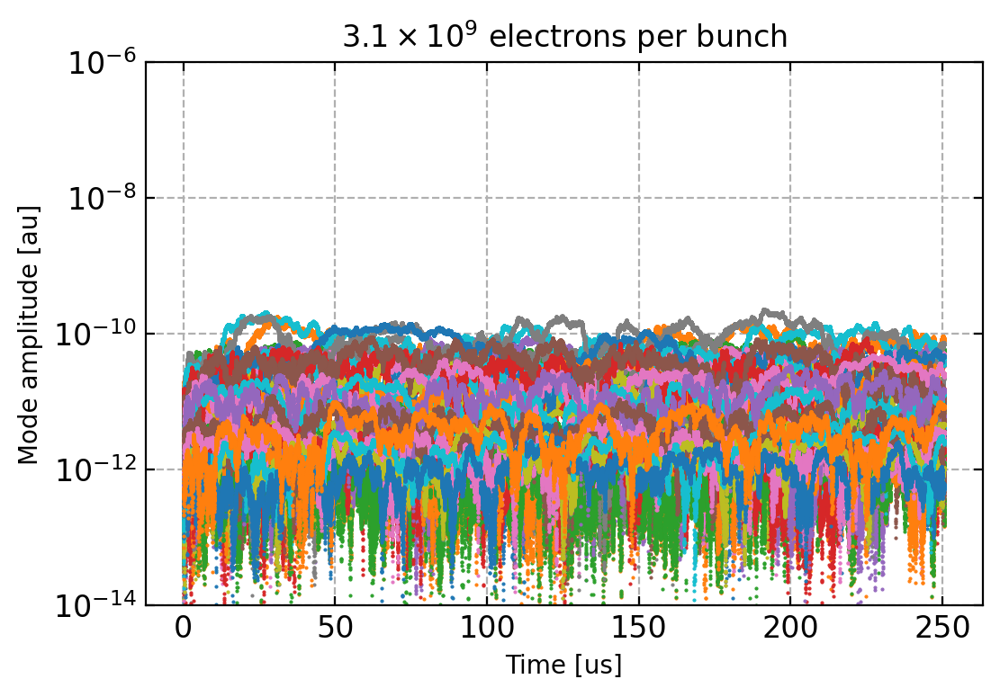 3.1 × 10⁹ electrons per bunch
10⁻⁶
10⁻⁸
10⁻¹⁰
10⁻¹²
10⁻¹⁴
Mode amplitude [au]
0 50 100 150 200 250
Time [us]